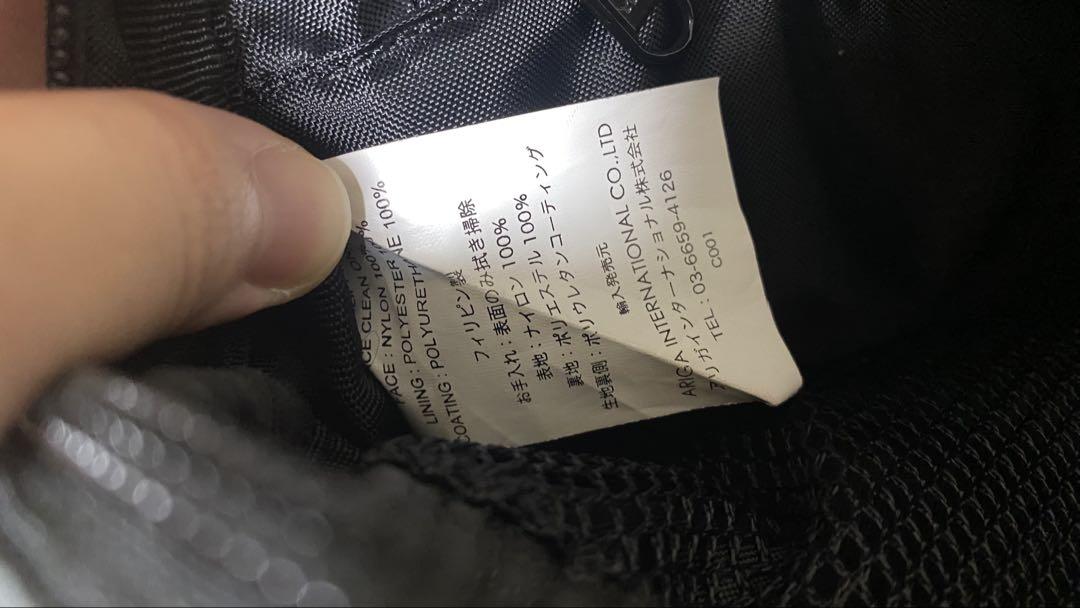 CE CLEAN
FACE : NYLON 100%
LINING : POLYESTER 100%
COATING : POLYURETH
フィリピン製
お手入れ : 表面のみ拭き掃除
表地 : ナイロン 100%
裏地 : ポリエステル 100%
生地裏側 : ポリウレタンコーティング
輸入発売元
ARIGA INTERNATIONAL CO.,LTD
アリガインターナショナル株式会社
TEL : 03-6659-4126
C001